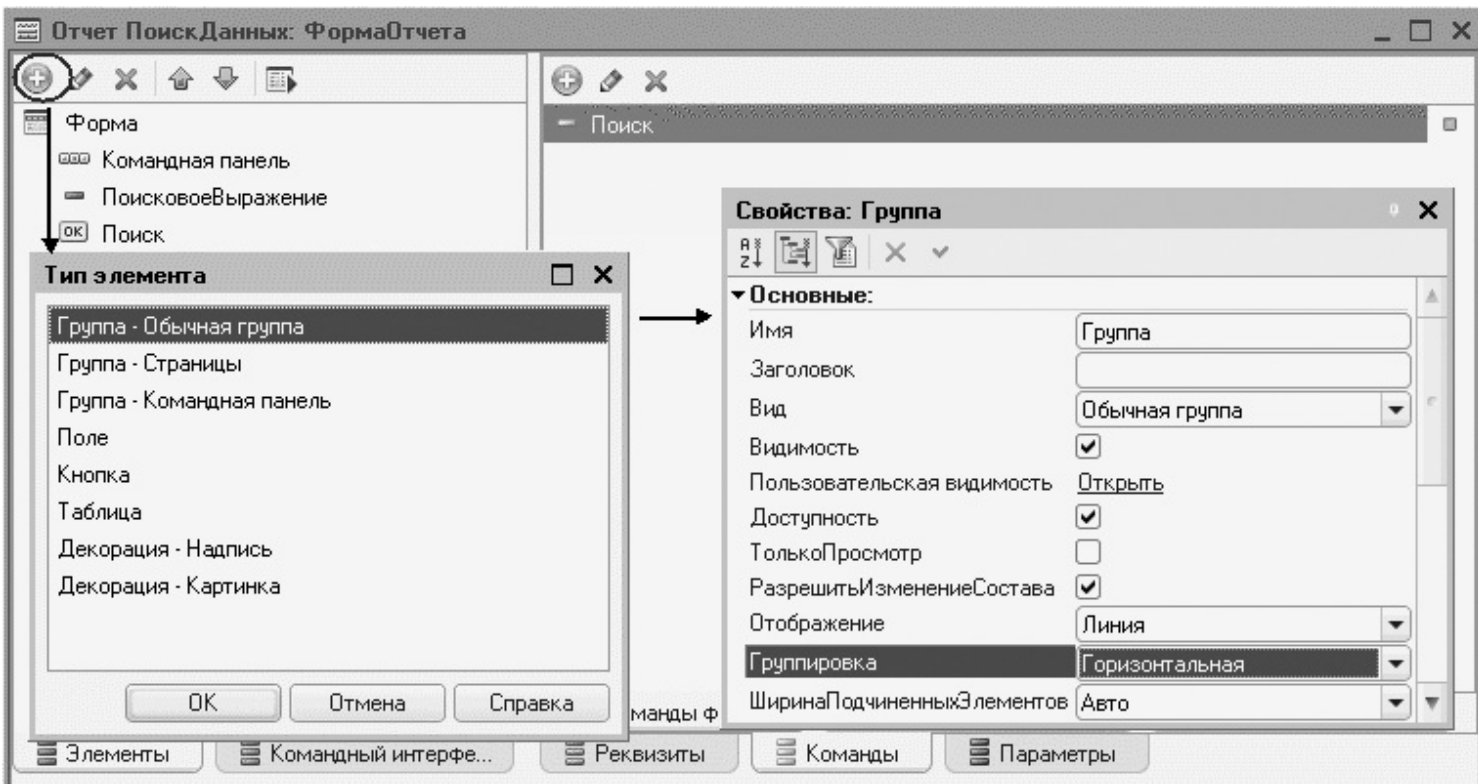 Отчет ПоискДанных: ФормаОтчета
Форма
Командная панель
ПоисковоеВыражение
OK Поиск
Поиск
Тип элемента
Группа - Обычная группа
Группа - Страницы
Группа - Командная панель
Поле
Кнопка
Таблица
Декорация - Надпись
Декорация - Картинка
OK Отмена Справка
Свойства: Группа
Основные:
Имя Группа
Заголовок
Вид Обычная группа
Видимость
Пользовательская видимость Открыть
Доступность
ТолькоПросмотр
РазрешитьИзменениеСостава
Отображение Линия
Группировка Горизонтальная
ШиринаПодчиненныхЭлементов Авто
манды ф
Элементы Командный интерфе... Реквизиты Команды Параметры